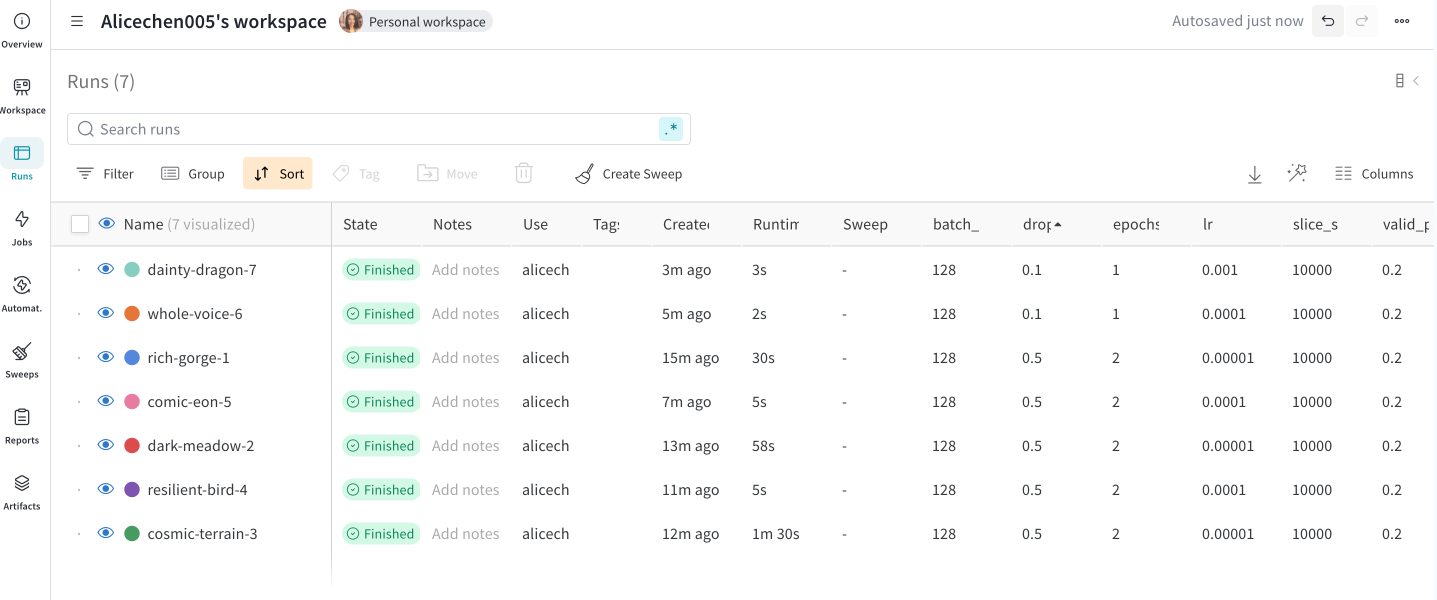 Alicechen005's workspace Personal workspace Autosaved just now
Overview
Workspace
Runs
Jobs
Automat.
Sweeps
Reports
Artifacts
Runs (7)
Search runs .*
Filter Group Sort Tag Move Create Sweep Columns
Name (7 visualized) State Notes Use Tags Create Runtin Sweep batch_ drop epochs lr slice_s valid_p
dainty-dragon-7 Finished Add notes alicech 3m ago 3s - 128 0.1 1 0.001 10000 0.2
whole-voice-6 Finished Add notes alicech 5m ago 2s - 128 0.1 1 0.0001 10000 0.2
rich-gorge-1 Finished Add notes alicech 15m ago 30s - 128 0.5 2 0.00001 10000 0.2
comic-eon-5 Finished Add notes alicech 7m ago 5s - 128 0.5 2 0.0001 10000 0.2
dark-meadow-2 Finished Add notes alicech 13m ago 58s - 128 0.5 2 0.00001 10000 0.2
resilient-bird-4 Finished Add notes alicech 11m ago 5s - 128 0.5 2 0.0001 10000 0.2
cosmic-terrain-3 Finished Add notes alicech 12m ago 1m 30s - 128 0.5 2 0.00001 10000 0.2